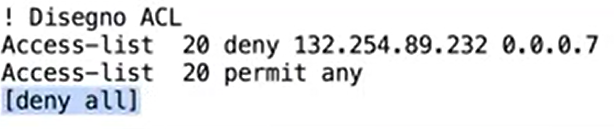 ! Disegno ACL
Access-list 20 deny 132.254.89.232 0.0.0.7
Access-list 20 permit any
[deny all]